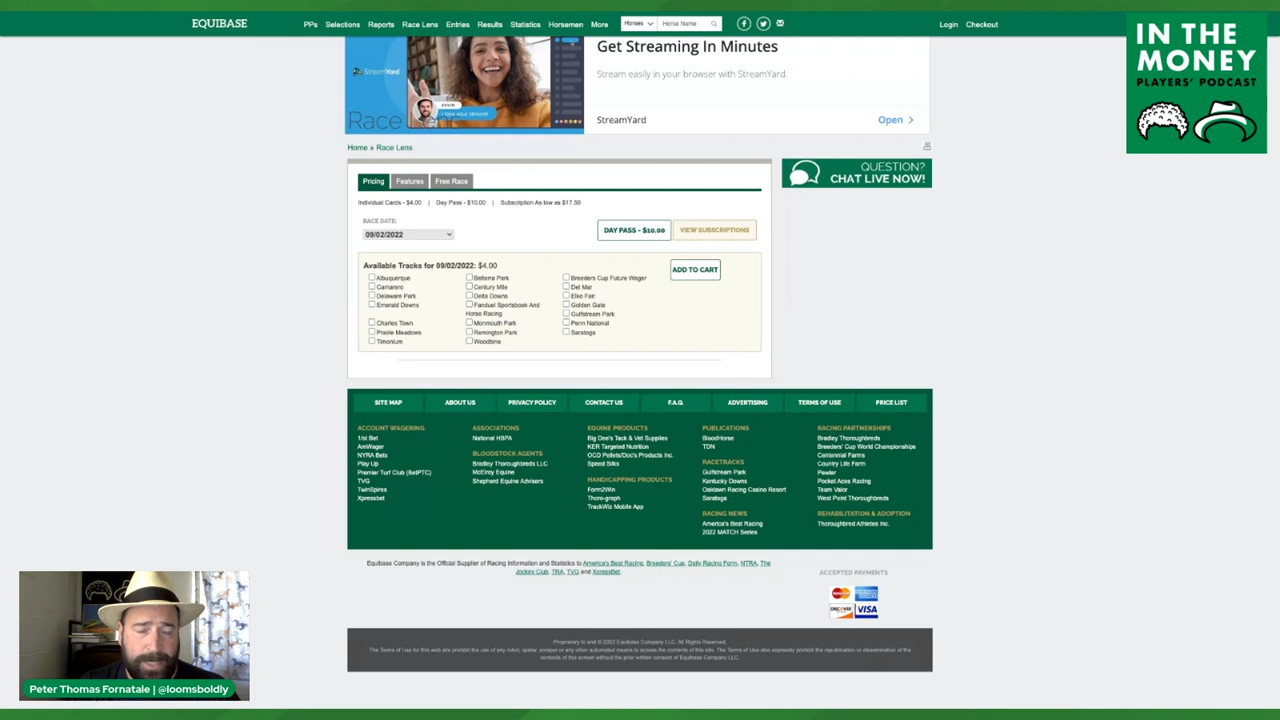 EQUIBASE
PPs Selections Reports Race Lens Entries Results Statistics Horsemen More
Horses Horse Name
Login Checkout
IN THE
MONEY
PLAYERS' PODCAST
StreamYard
Race
Get Streaming In Minutes
Stream easily in your browser with StreamYard.
StreamYard Open
Home » Race Lens
QUESTION?
CHAT LIVE NOW!
Pricing Features Free Race
Individual Cards - $4.00 | Day Pass - $10.00 | Subscription As low as $17.50
RACE DATE:
09/02/2022
DAY PASS - $10.00 VIEW SUBSCRIPTIONS
Available Tracks for 09/02/2022: $4.00
ADD TO CART
Albuquerque Belterra Park Breeders Cup Future Wager
Camarero Century Mile Del Mar
Delaware Park Delta Downs Elko Fair
Emerald Downs Fanduel Sportsbook And Golden Gate
Horse Racing Gulfstream Park
Charles Town Monmouth Park Penn National
Prairie Meadows Remington Park Saratoga
Timonium Woodbine
SITE MAP ABOUT US PRIVACY POLICY CONTACT US F.A.Q. ADVERTISING TERMS OF USE PRICE LIST
ACCOUNT WAGERING
1/st Bet
AmWager
NYRA Bets
Play Up
Premier Turf Club (BetPTC)
TVG
TwinSpires
Xpressbet
ASSOCIATIONS
National HBPA
BLOODSTOCK AGENTS
Bradley Thoroughbreds LLC
McElroy Equine
Shepherd Equine Advisers
EQUINE PRODUCTS
Big Dee's Tack & Vet Supplies
KER Targeted Nutrition
OCD Pellets/Doc's Products Inc.
Speed Silks
HANDICAPPING PRODUCTS
Form2Win
Thoro-graph
TrackWiz Mobile App
PUBLICATIONS
BloodHorse
TDN
RACETRACKS
Gulfstream Park
Kentucky Downs
Oaklawn Racing Casino Resort
Saratoga
RACING NEWS
America's Best Racing
2022 MATCH Series
RACING PARTNERSHIPS
Bradley Thoroughbreds
Breeders' Cup World Championships
Centennial Farms
Country Life Farm
Pewter
Pocket Aces Racing
Team Valor
West Point Thoroughbreds
REHABILITATION & ADOPTION
Thoroughbred Athletes Inc.
Equibase Company is the Official Supplier of Racing Information and Statistics to America's Best Racing, Breeders' Cup, Daily Racing Form, NTRA, The
Jockey Club, TRA, TVG and XpressBet.
ACCEPTED PAYMENTS
DISCOVER VISA
Proprietary to and © 2022 Equibase Company LLC. All Rights Reserved.
The Terms of Use for this web site prohibit the use of any robot, spider, scraper or any other automated means to access the contents of this site. The Terms of Use also expressly prohibit the republication or dissemination of the
contents of this screen without the prior written consent of Equibase Company LLC.
Peter Thomas Fornatale | @loomsboldly